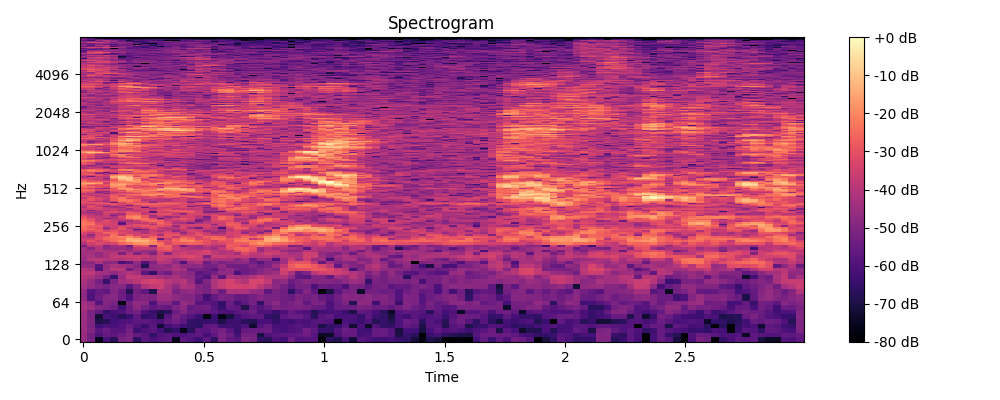 Spectrogram
+0 dB
4096
-10 dB
2048
-20 dB
1024
-30 dB
Hz
512
-40 dB
256
-50 dB
128
-60 dB
64
-70 dB
0
-80 dB
0 0.5 1 1.5 2 2.5
Time